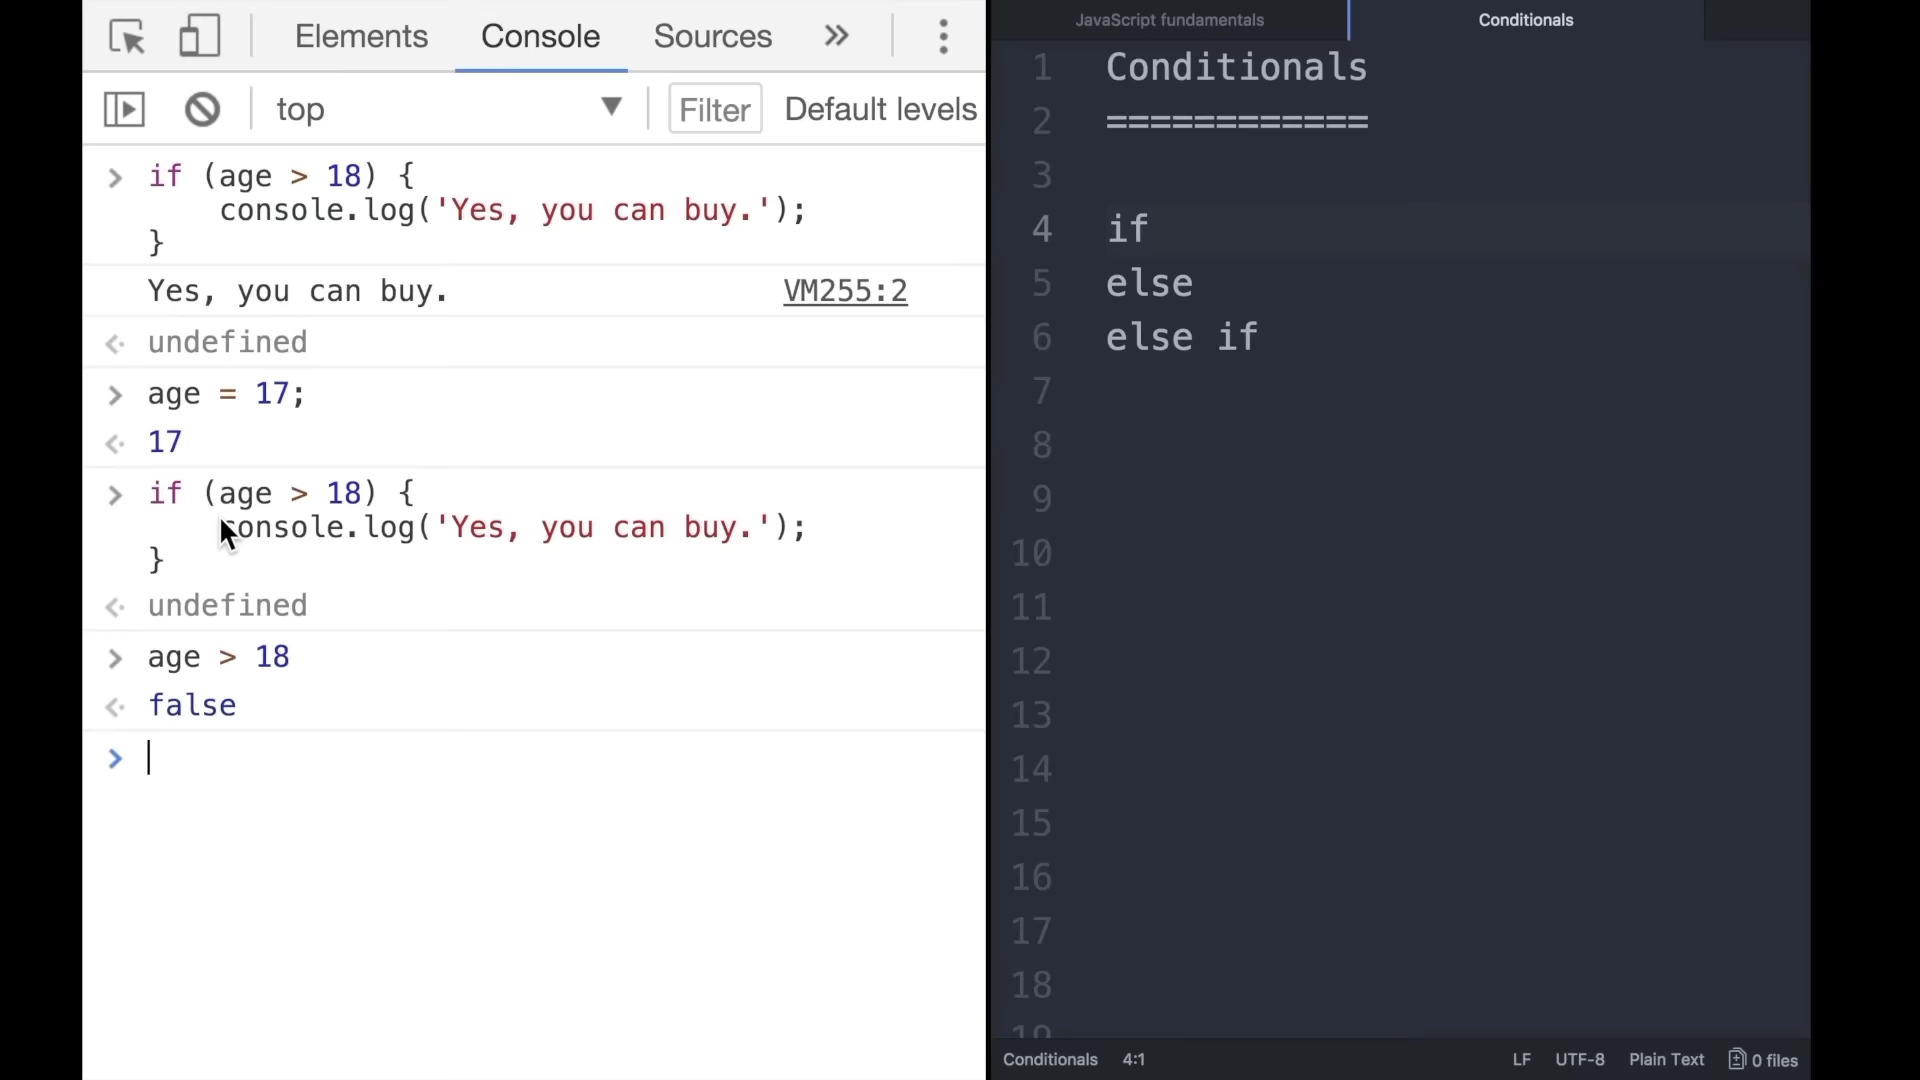 Elements Console Sources
top Filter Default levels
if (age > 18) {
console.log('Yes, you can buy.');
}
Yes, you can buy. VM255:2
undefined
age = 17;
17
if (age > 18) {
console.log('Yes, you can buy.');
}
undefined
age > 18
false
JavaScript fundamentals Conditionals
1 Conditionals
2 ============
3
4 if
5 else
6 else if
7
8
9
10
11
12
13
14
15
16
17
18
19
Conditionals 4:1 LF UTF-8 Plain Text 0 files